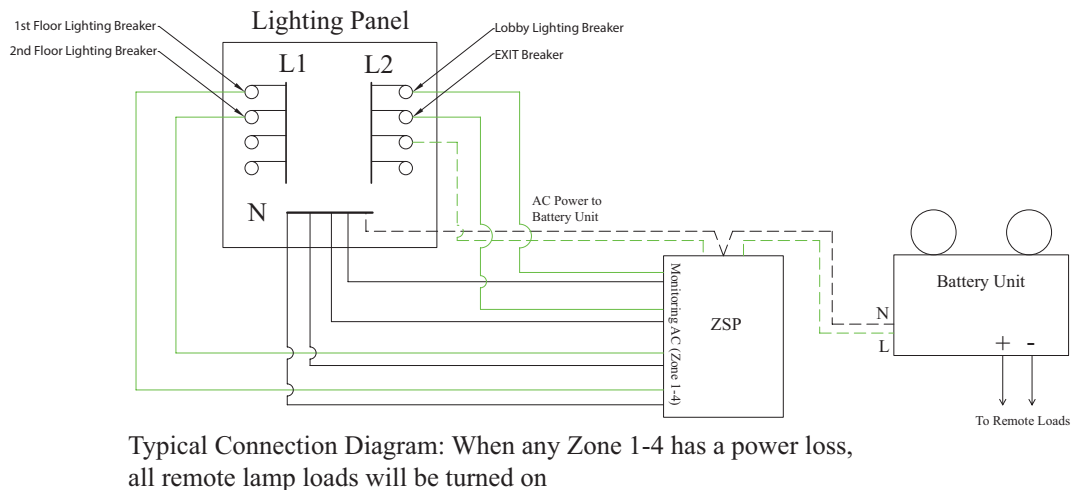 Lighting Panel
1st Floor Lighting Breaker
2nd Floor Lighting Breaker
Lobby Lighting Breaker
EXIT Breaker
L1
L2
N
AC Power to
Battery Unit
Monitoring AC (Zone 1-4)
ZSP
Battery Unit
N
L
+ -
To Remote Loads
Typical Connection Diagram: When any Zone 1-4 has a power loss,
all remote lamp loads will be turned on